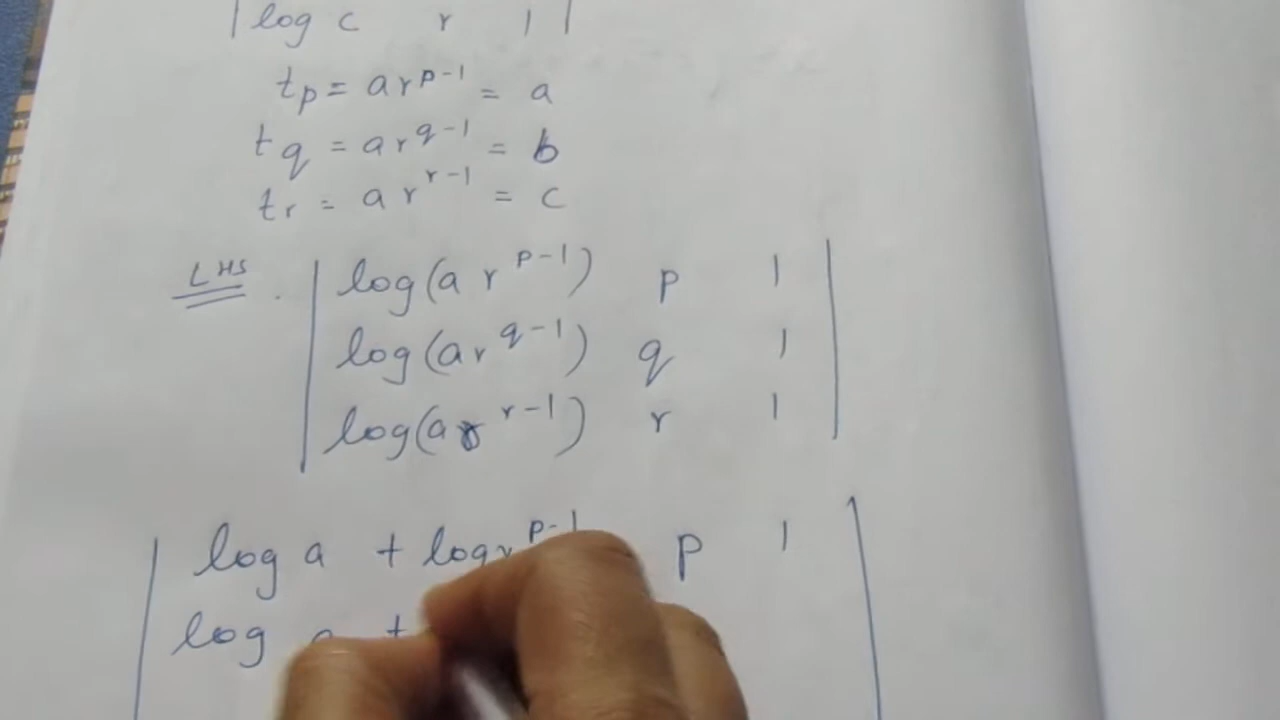 | log c r 1 |
tp = ar^p-1 = a
tq = ar^q-1 = b
tr = ar^r-1 = c
LHS | log(a r^p-1) p 1 |
log(ar^q-1) q 1
log(ar^r-1) r 1
| log a + log r^p-1 p 1 |
log a +